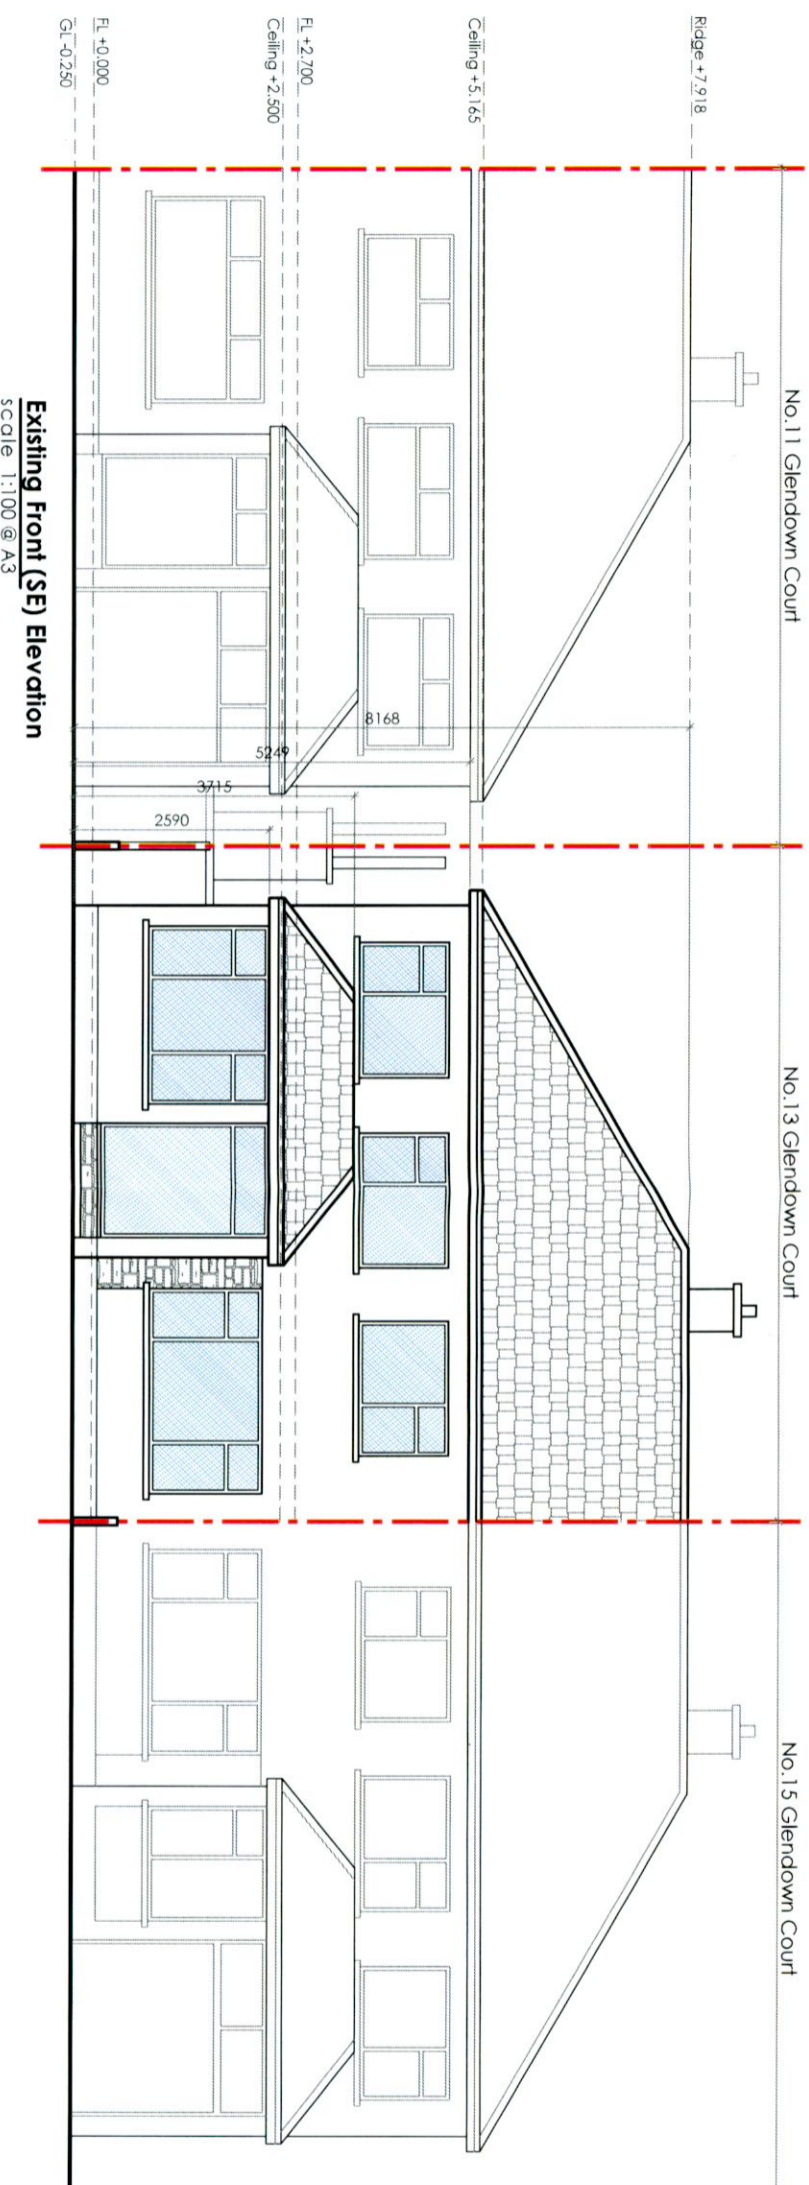 No.11 Glendown Court
No.13 Glendown Court
No.15 Glendown Court
Ridge +7.918
Ceiling +5.165
FL +2.700
Ceiling +2.500
FL +0.000
GL -0.250
8168
5249
3715
2590
Existing Front (SE) Elevation
scale 1:100 @ A3